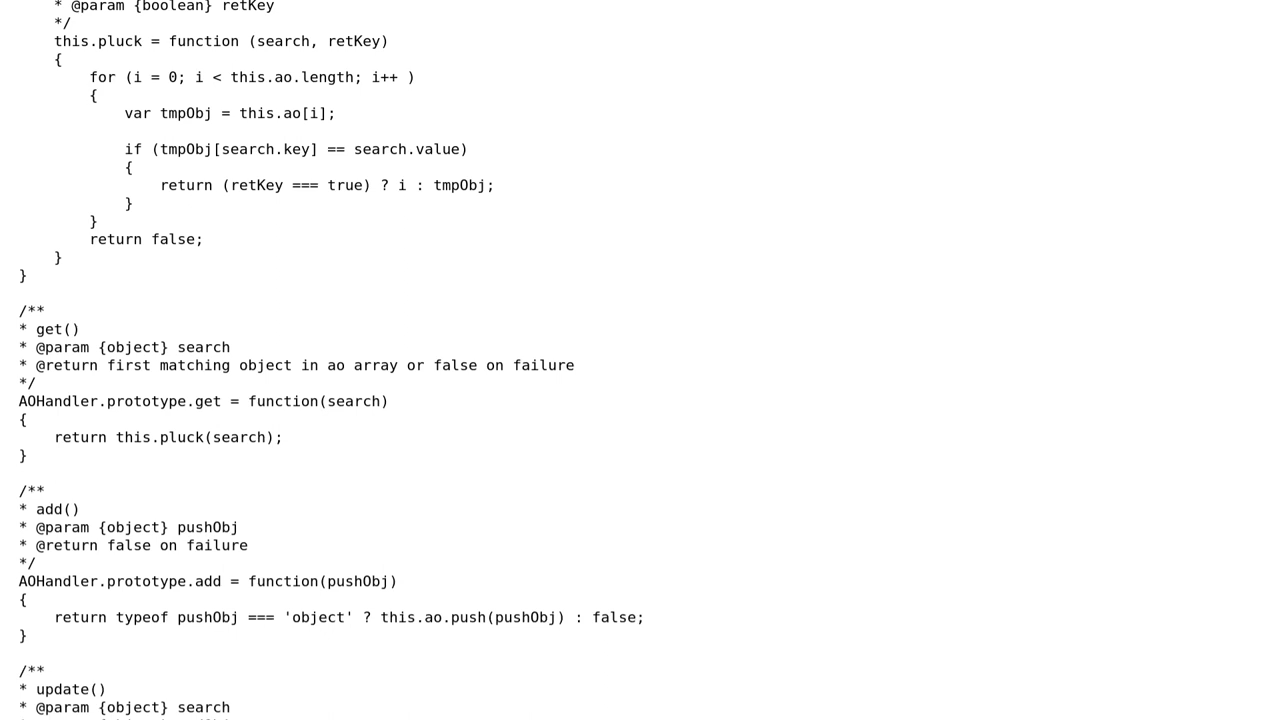 * @param {boolean} retKey
    */
    this.pluck = function (search, retKey)
    {
        for (i = 0; i < this.ao.length; i++ )
        {
            var tmpObj = this.ao[i];

            if (tmpObj[search.key] == search.value)
            {
                return (retKey === true) ? i : tmpObj;
            }
        }
        return false;
    }
}

/**
* get()
* @param {object} search
* @return first matching object in ao array or false on failure
*/
AOHandler.prototype.get = function(search)
{
    return this.pluck(search);
}

/**
* add()
* @param {object} pushObj
* @return false on failure
*/
AOHandler.prototype.add = function(pushObj)
{
    return typeof pushObj === 'object' ? this.ao.push(pushObj) : false;
}

/**
* update()
* @param {object} search